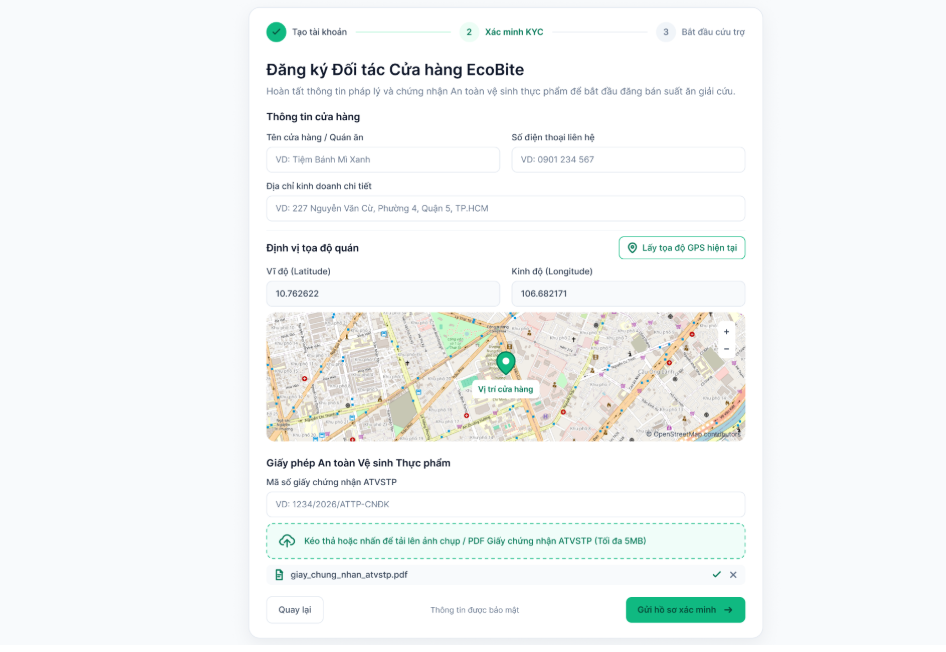 Tạo tài khoản
2 Xác minh KYC
3 Bắt đầu cứu trợ
Đăng ký Đối tác Cửa hàng EcoBite
Hoàn tất thông tin pháp lý và chứng nhận An toàn vệ sinh thực phẩm để bắt đầu đăng bán suất ăn giải cứu.
Thông tin cửa hàng
Tên cửa hàng / Quán ăn
Số điện thoại liên hệ
VD: Tiệm Bánh Mì Xanh
VD: 0901 234 567
Địa chỉ kinh doanh chi tiết
VD: 227 Nguyễn Văn Cừ, Phường 4, Quận 5, TP.HCM
Định vị tọa độ quán
Lấy tọa độ GPS hiện tại
Vĩ độ (Latitude)
Kinh độ (Longitude)
10.762622
106.682171
+
−
Vị trí cửa hàng
© OpenStreetMap contributors
Giấy phép An toàn Vệ sinh Thực phẩm
Mã số giấy chứng nhận ATVSTP
VD: 1234/2026/ATTP-CNĐK
Kéo thả hoặc nhấn để tải lên ảnh chụp / PDF Giấy chứng nhận ATVSTP (Tối đa 5MB)
giay_chung_nhan_atvstp.pdf
Quay lại
Thông tin được bảo mật
Gửi hồ sơ xác minh →